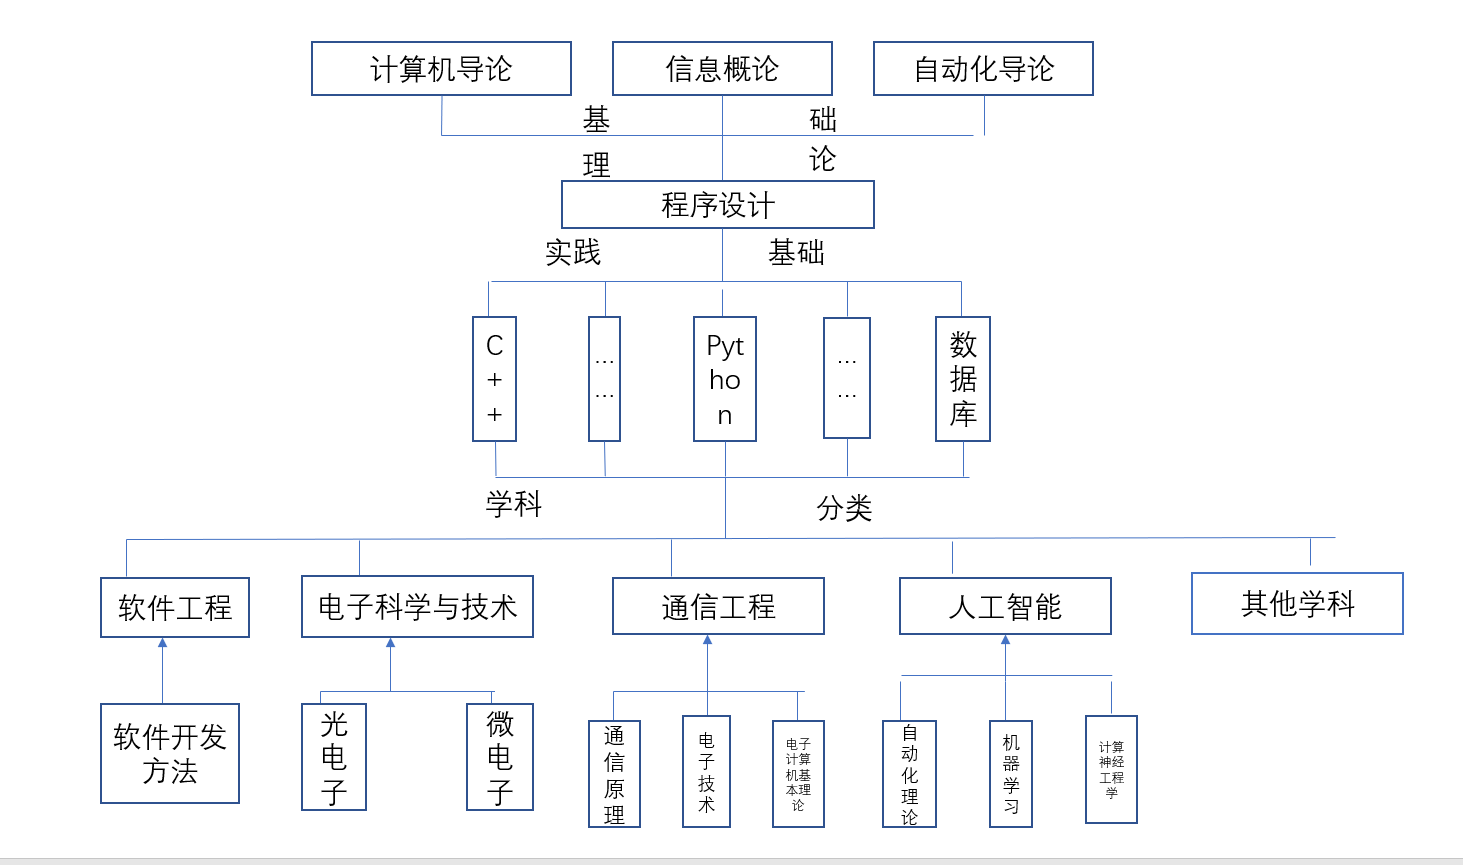 计算机导论
信息概论
自动化导论
基
础
理
论
程序设计
实践
基础
C
+
+
…
…
Pyt
ho
n
…
…
数
据
库
学科
分类
软件工程
电子科学与技术
通信工程
人工智能
其他学科
软件开发
方法
光
电
子
微
电
子
通
信
原
理
电
子
技
术
电子
计算
机基
本理
论
自
动
化
理
论
机
器
学
习
计算
神经
工程
学